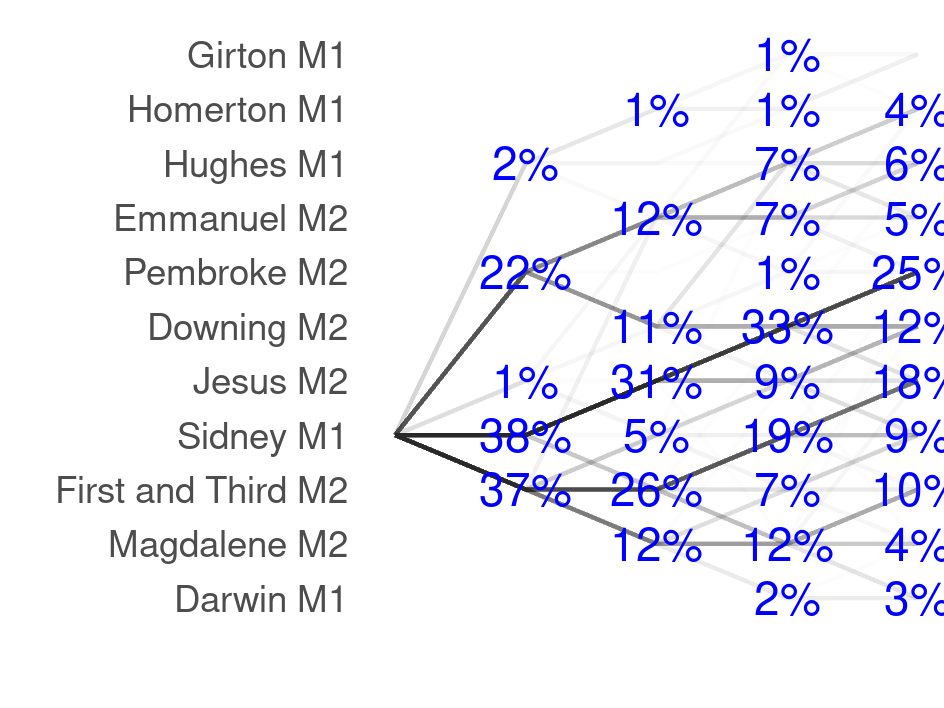 Girton M1 1%
Homerton M1 1% 1% 4%
Hughes M1 2% 7% 6%
Emmanuel M2 12% 7% 5%
Pembroke M2 22% 1% 25%
Downing M2 11% 33% 12%
Jesus M2 1% 31% 9% 18%
Sidney M1 38% 5% 19% 9%
First and Third M2 37% 26% 7% 10%
Magdalene M2 12% 12% 4%
Darwin M1 2% 3%